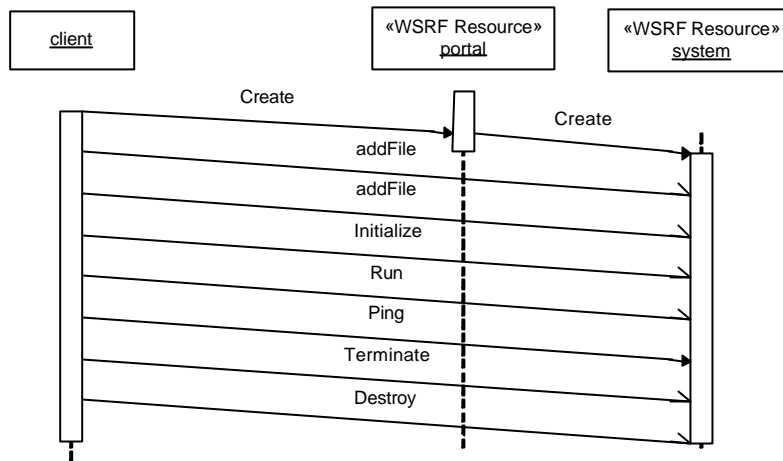 client
«WSRF Resource»
portal
«WSRF Resource»
system
Create
Create
addFile
addFile
Initialize
Run
Ping
Terminate
Destroy